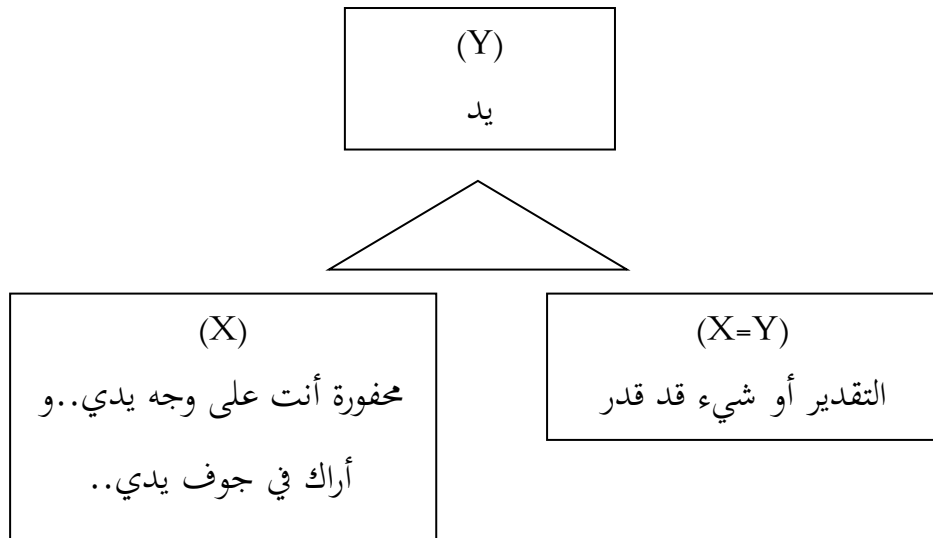 (Y)
يد
(X=Y)
التقدير أو شيء قد قدر
(X)
محفورة أنت على وجه يدي..و
أراك في جوف يدي..